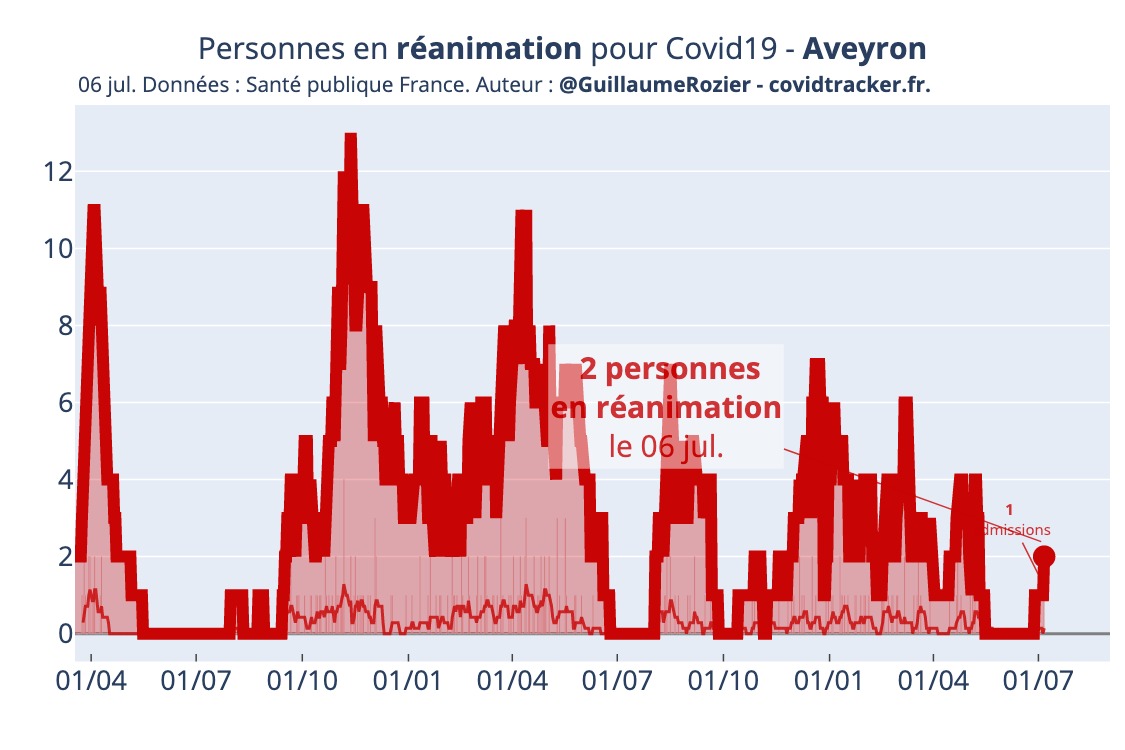 Personnes en réanimation pour Covid19 - Aveyron
06 jul. Données : Santé publique France. Auteur : @GuillaumeRozier - covidtracker.fr.
12
10
8
6
4
2
0
2 personnes
en réanimation
le 06 jul.
1
dmissions
01/04 01/07 01/10 01/01 01/04 01/07 01/10 01/01 01/04 01/07